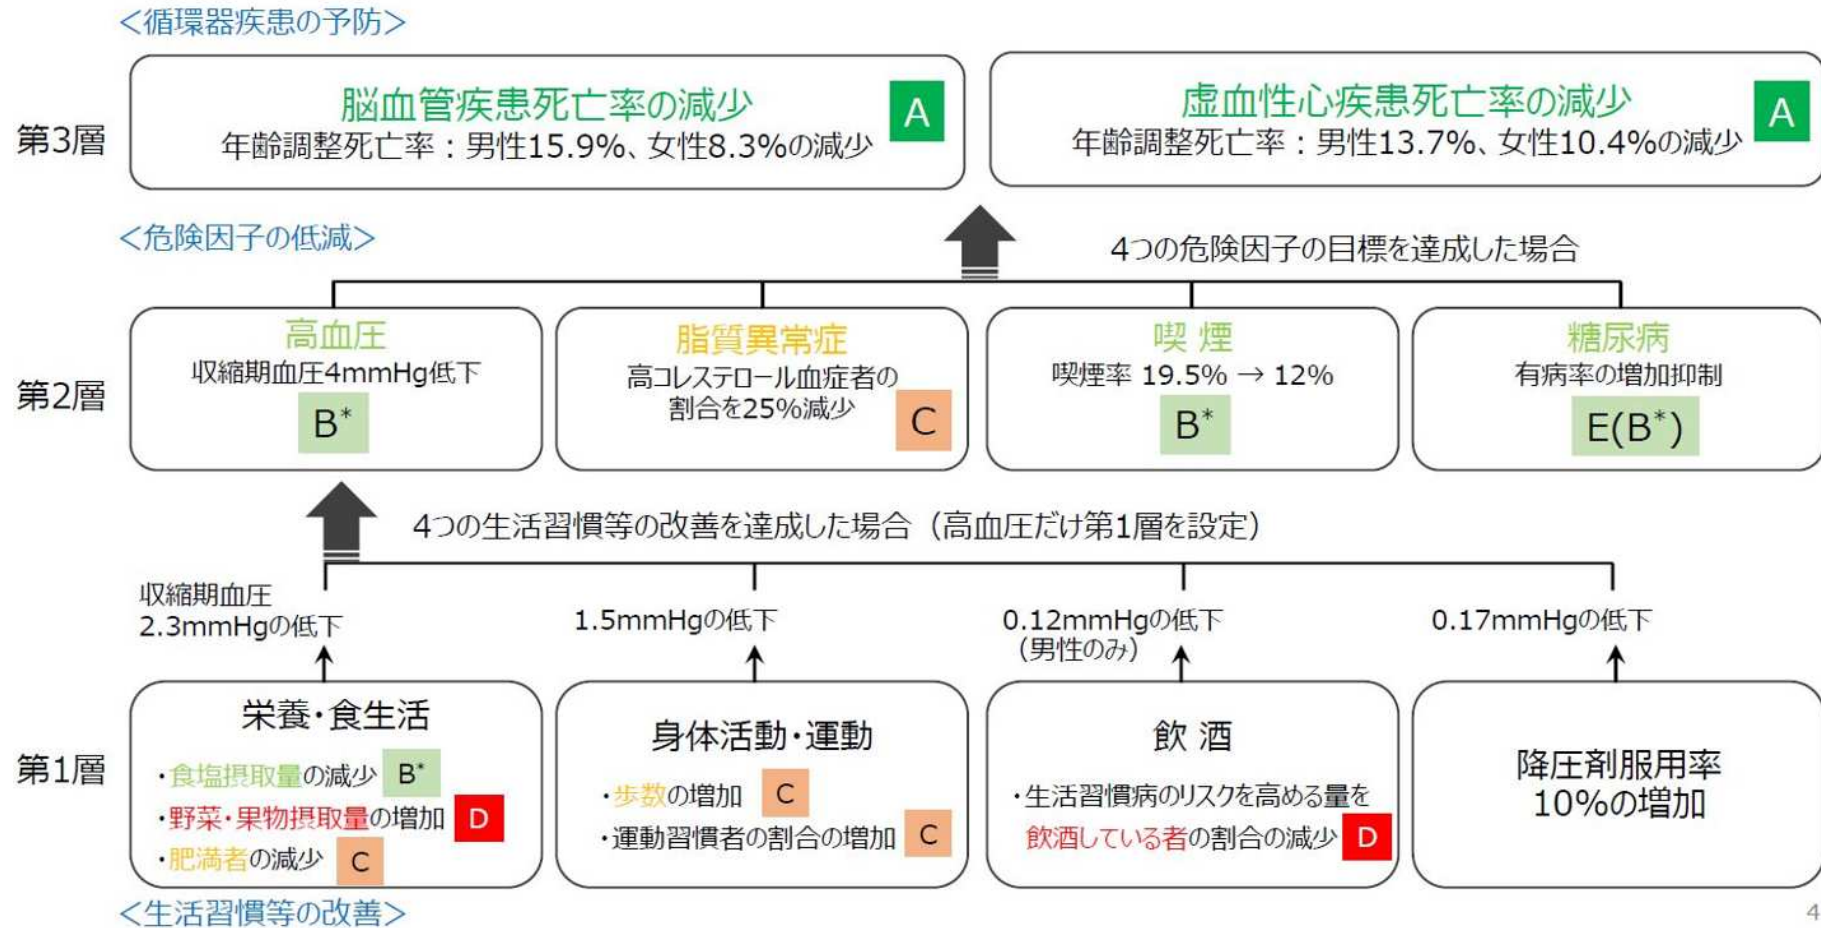 ＜循環器疾患の予防＞
第3層
脳血管疾患死亡率の減少
A
年齢調整死亡率：男性15.9%、女性8.3%の減少
虚血性心疾患死亡率の減少
A
年齢調整死亡率：男性13.7%、女性10.4%の減少
＜危険因子の低減＞
4つの危険因子の目標を達成した場合
第2層
高血圧
収縮期血圧4mmHg低下
B*
脂質異常症
高コレステロール血症者の
割合を25%減少
C
喫 煙
喫煙率 19.5% → 12%
B*
糖尿病
有病率の増加抑制
E(B*)
4つの生活習慣等の改善を達成した場合（高血圧だけ第1層を設定）
収縮期血圧
2.3mmHgの低下
1.5mmHgの低下
0.12mmHgの低下
（男性のみ）
0.17mmHgの低下
第1層
栄養・食生活
・食塩摂取量の減少 B*
・野菜・果物摂取量の増加 D
・肥満者の減少 C
身体活動・運動
・歩数の増加 C
・運動習慣者の割合の増加 C
飲 酒
・生活習慣病のリスクを高める量を
飲酒している者の割合の減少 D
降圧剤服用率
10%の増加
＜生活習慣等の改善＞
4